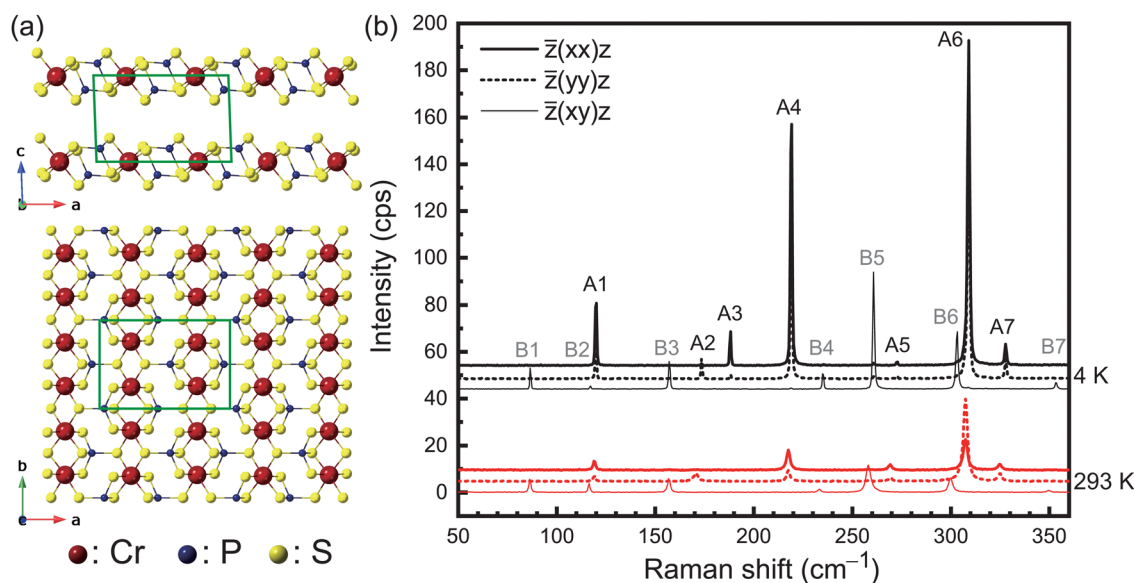 (a)
c
b
a
b
c
a
: Cr
: P
: S
(b)
Intensity (cps)
200
180
160
140
120
100
80
60
40
20
0
z̄(xx)z
z̄(yy)z
z̄(xy)z
A6
A4
B5
A1
A3
B6
B1
B2
B3
A2
B4
A5
A7
B7
4 K
293 K
50
100
150
200
250
300
350
Raman shift (cm⁻¹)